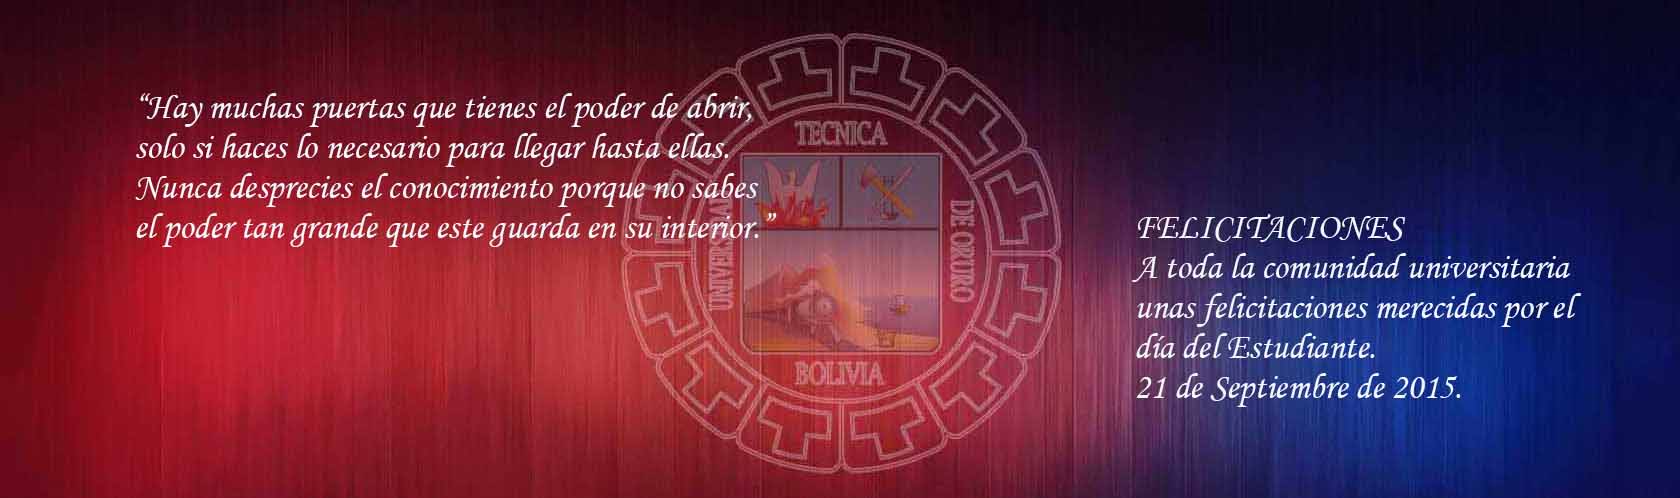 “Hay muchas puertas que tienes el poder de abrir,
solo si haces lo necesario para llegar hasta ellas.
Nunca desprecies el conocimiento porque no sabes
el poder tan grande que este guarda en su interior.”
TECNICA
UNIVERSIDAD
DE ORURO
BOLIVIA
FELICITACIONES
A toda la comunidad universitaria
unas felicitaciones merecidas por el
día del Estudiante.
21 de Septiembre de 2015.